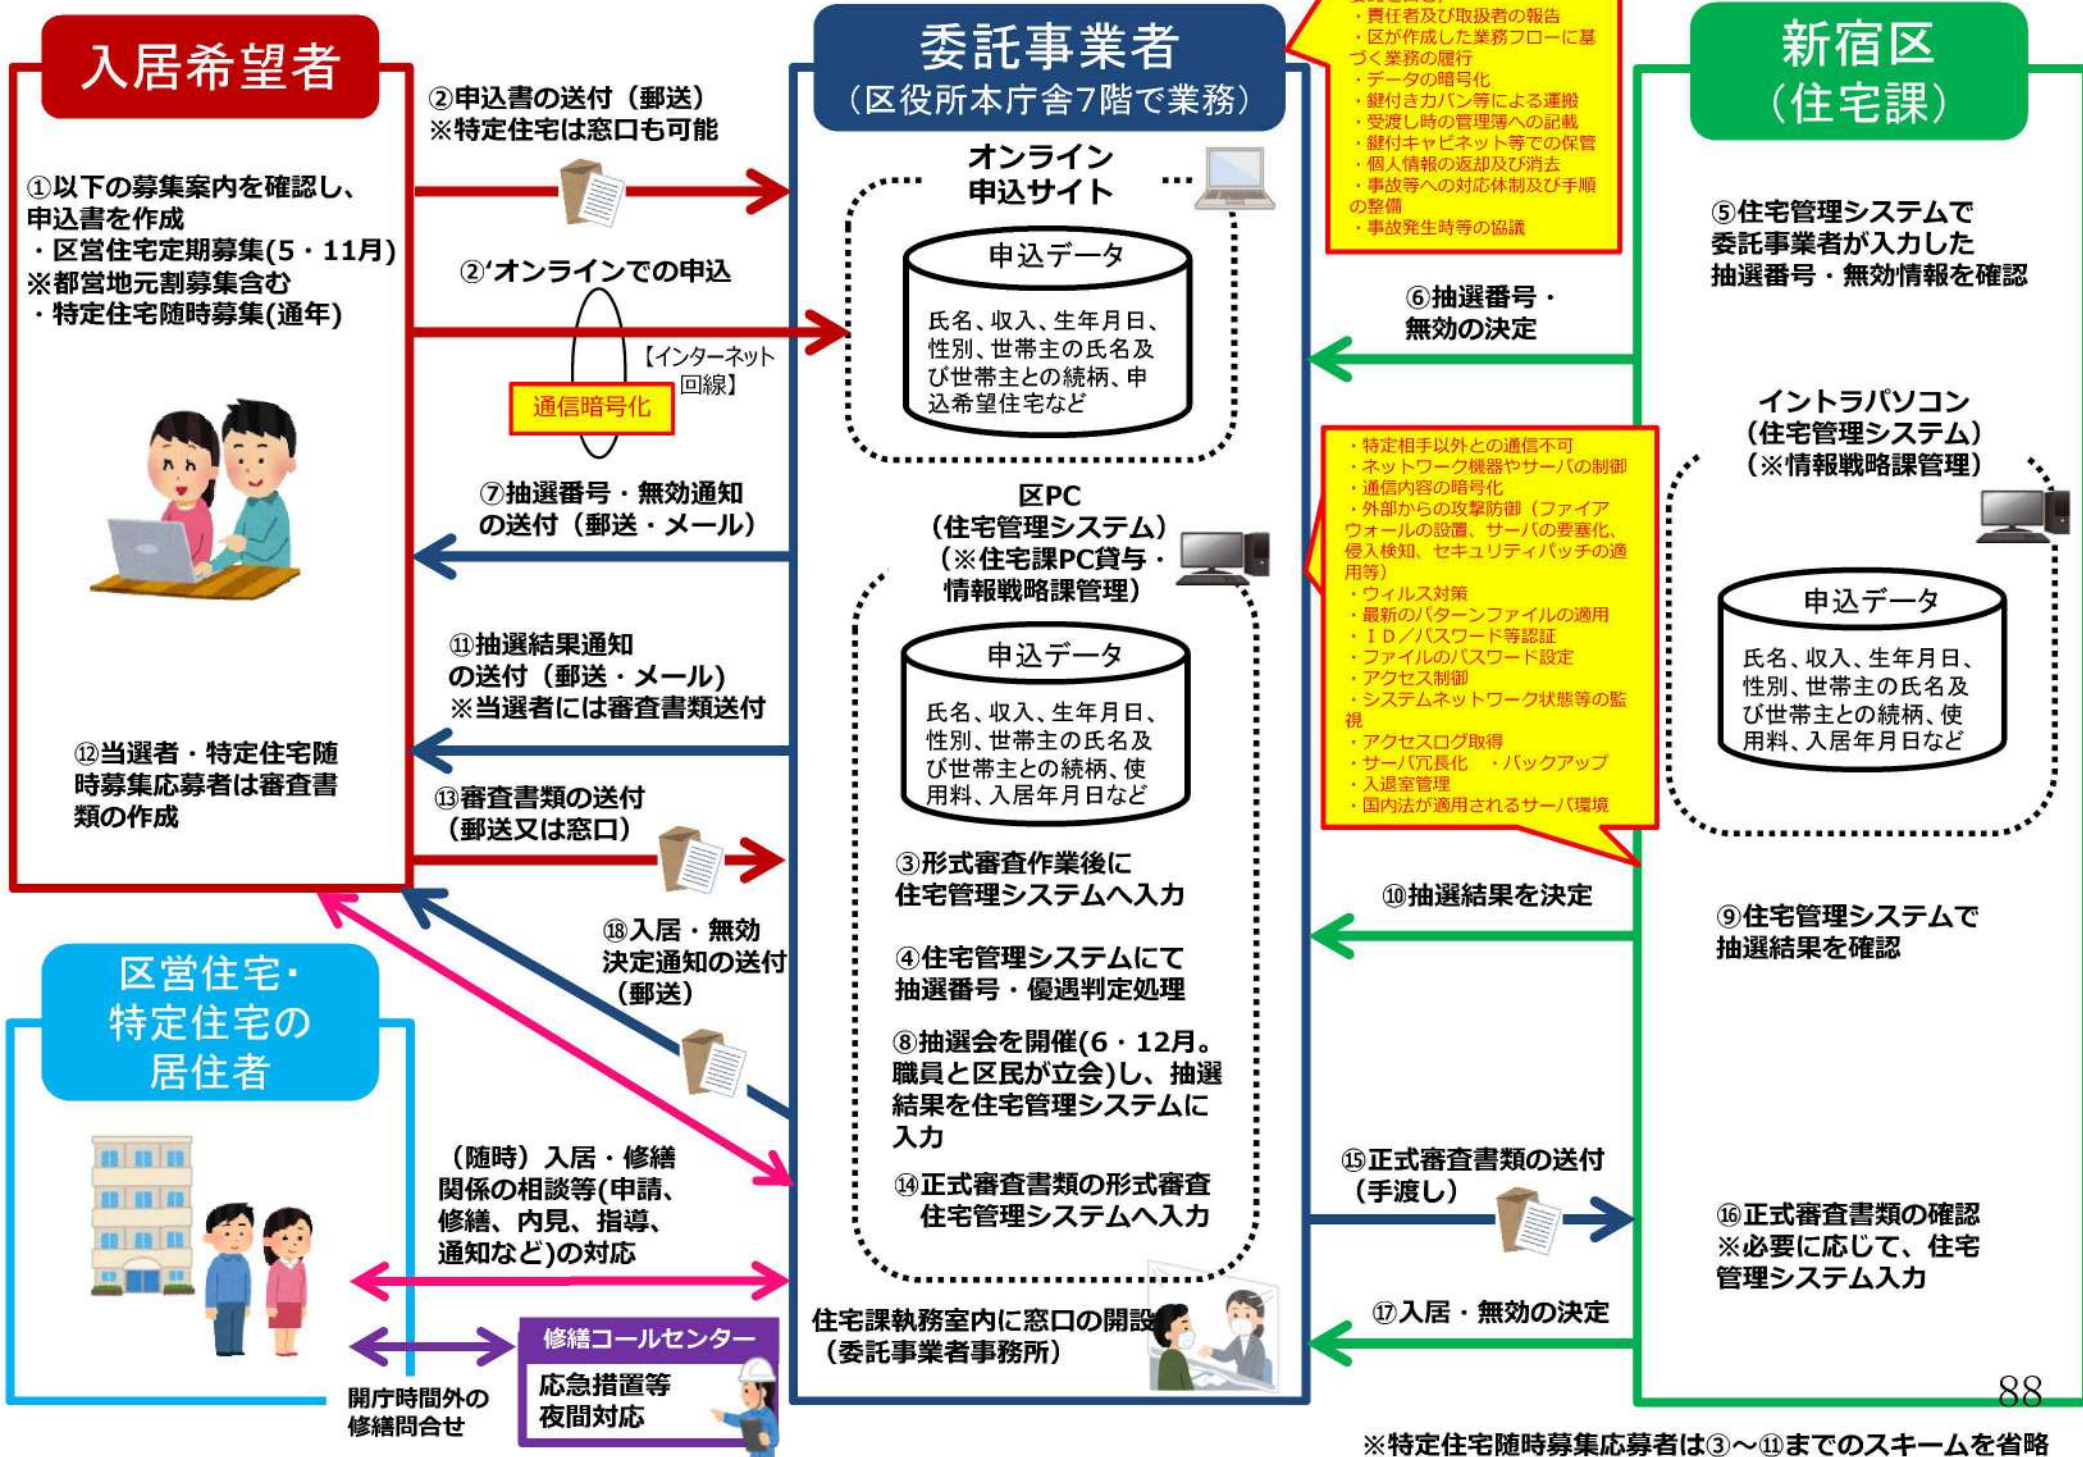 入居希望者
①以下の募集案内を確認し、
申込書を作成
・区営住宅定期募集(5・11月)
※都営地元割募集含む
・特定住宅随時募集(通年)
⑫当選者・特定住宅随
時募集応募者は審査書
類の作成
②申込書の送付（郵送）
※特定住宅は窓口も可能
②'オンラインでの申込
【インターネット
回線】
通信暗号化
⑦抽選番号・無効通知
の送付（郵送・メール）
⑪抽選結果通知
の送付（郵送・メール）
※当選者には審査書類送付
⑬審査書類の送付
（郵送又は窓口）
⑱入居・無効
決定通知の送付
（郵送）
区営住宅・
特定住宅の
居住者
（随時）入居・修繕
関係の相談等(申請、
修繕、内見、指導、
通知など)の対応
開庁時間外の
修繕問合せ
修繕コールセンター
応急措置等
夜間対応
委託事業者
（区役所本庁舎7階で業務）
オンライン
申込サイト
申込データ
氏名、収入、生年月日、
性別、世帯主の氏名及
び世帯主との続柄、申
込希望住宅など
区PC
（住宅管理システム）
（※住宅課PC貸与・
情報戦略課管理）
申込データ
氏名、収入、生年月日、
性別、世帯主の氏名及
び世帯主との続柄、使
用料、入居年月日など
③形式審査作業後に
住宅管理システムへ入力
④住宅管理システムにて
抽選番号・優遇判定処理
⑧抽選会を開催(6・12月。
職員と区民が立会)し、抽選
結果を住宅管理システムに
入力
⑭正式審査書類の形式審査
住宅管理システムへ入力
住宅課執務室内に窓口の開設
（委託事業者事務所）
・責任者及び取扱者の報告
・区が作成した業務フローに基
づく業務の履行
・データの暗号化
・鍵付きカバン等による運搬
・受渡し時の管理簿への記載
・鍵付キャビネット等での保管
・個人情報の返却及び消去
・事故等への対応体制及び手順
の整備
・事故発生時等の協議
⑥抽選番号・
無効の決定
・特定相手以外との通信不可
・ネットワーク機器やサーバの制御
・通信内容の暗号化
・外部からの攻撃防御（ファイア
ウォールの設置、サーバの要塞化、
侵入検知、セキュリティパッチの適
用等）
・ウィルス対策
・最新のパターンファイルの適用
・ＩＤ／パスワード等認証
・ファイルのパスワード設定
・アクセス制御
・システムネットワーク状態等の監
視
・アクセスログ取得
・サーバ冗長化　・バックアップ
・入退室管理
・国内法が適用されるサーバ環境
⑩抽選結果を決定
⑮正式審査書類の送付
（手渡し）
⑰入居・無効の決定
新宿区
（住宅課）
⑤住宅管理システムで
委託事業者が入力した
抽選番号・無効情報を確認
イントラパソコン
（住宅管理システム）
（※情報戦略課管理）
申込データ
氏名、収入、生年月日、
性別、世帯主の氏名及
び世帯主との続柄、使
用料、入居年月日など
⑨住宅管理システムで
抽選結果を確認
⑯正式審査書類の確認
※必要に応じて、住宅
管理システム入力
88
※特定住宅随時募集応募者は③～⑪までのスキームを省略